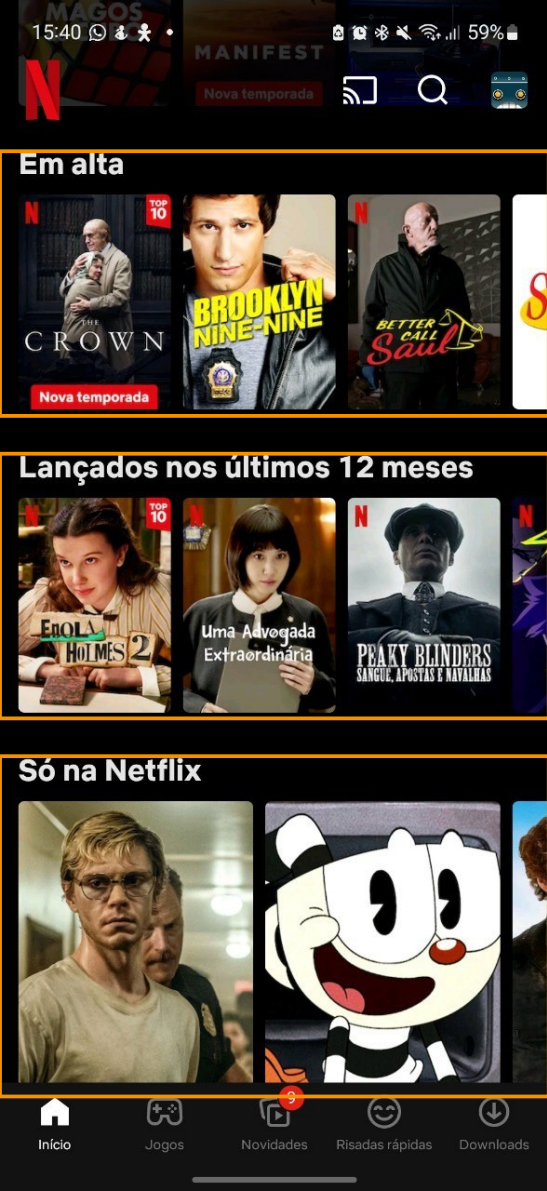 15:40
59%
MAGOS
MANIFEST
Nova temporada
N
Em alta
N
TOP
10
THE
CROWN
Nova temporada
BROOKLYN
NINE-NINE
N
BETTER
CALL
Saul
S
Lançados nos últimos 12 meses
N
TOP
10
ENOLA
HOLMES 2
N
Uma Advogada
Extraordinária
N
PEAKY BLINDERS
SANGUE, APOSTAS E NAVALHAS
N
Só na Netflix
9
Início
Jogos
Novidades
Risadas rápidas
Downloads